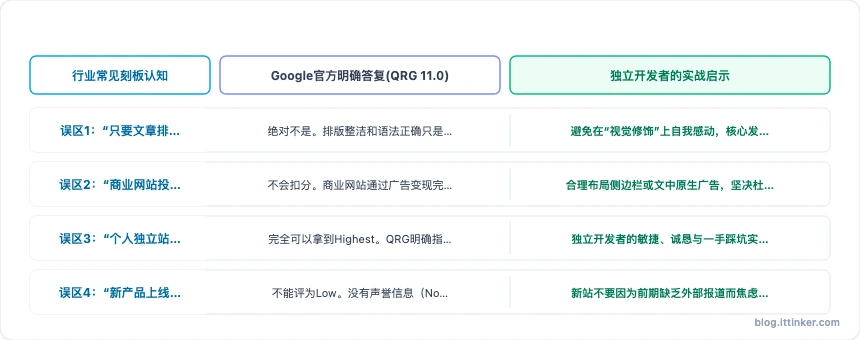 行业常见刻板认知
Google官方明确答复(QRG 11.0)
独立开发者的实战启示
误区1：“只要文章排...
绝对不是。排版整洁和语法正确只是...
避免在“视觉修饰”上自我感动，核心发...
误区2：“商业网站投...
不会扣分。商业网站通过广告变现完...
合理布局侧边栏或文中原生广告，坚决杜...
误区3：“个人独立站...
完全可以拿到Highest。QRG明确指...
独立开发者的敏捷、诚恳与一手踩坑实...
误区4：“新产品上线...
不能评为Low。没有声誉信息（No...
新站不要因为前期缺乏外部报道而焦虑...
blog.ittinker.com